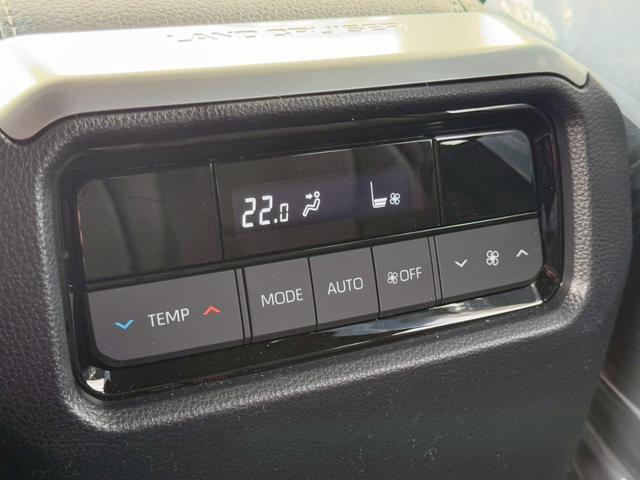 LAND CRUISER
22.0
TEMP MODE AUTO OFF